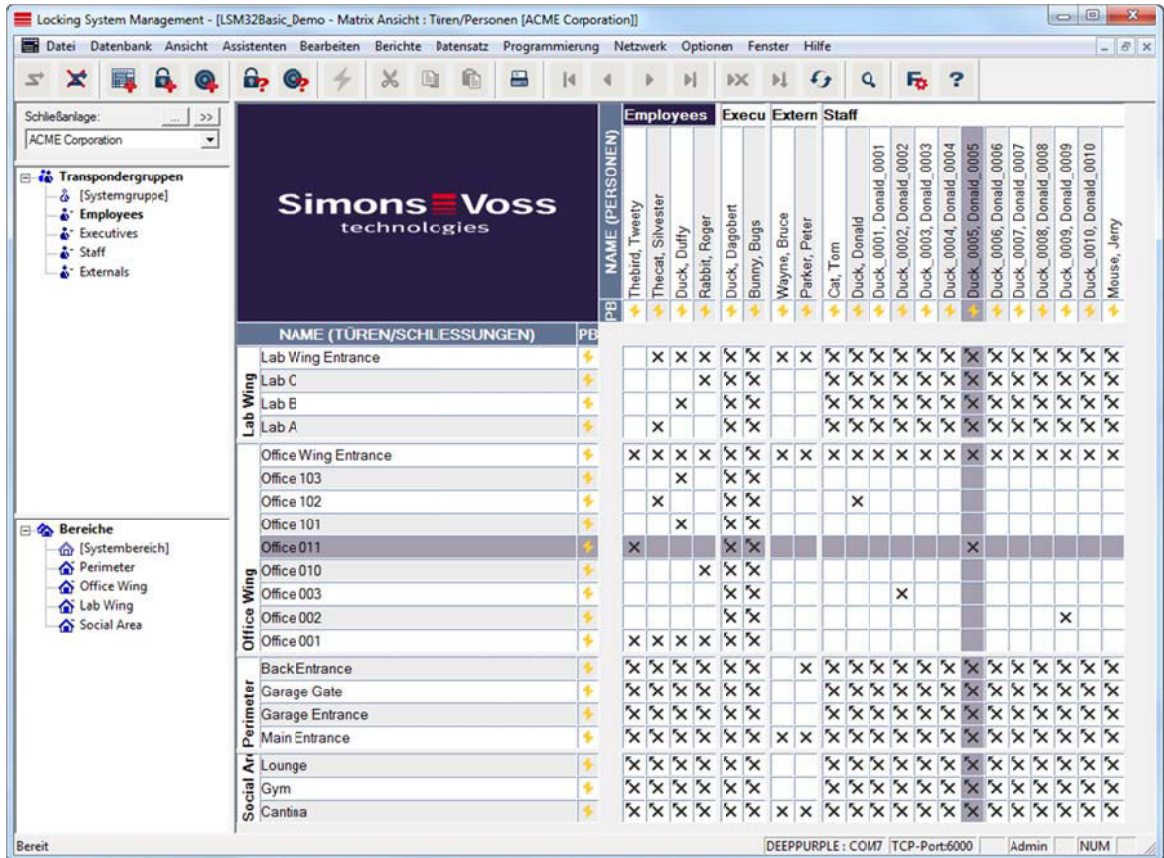 Locking System Management - [LSM32Basic_Demo - Matrix Ansicht : Türen/Personen [ACME Corporation]]
Datei Datenbank Ansicht Assistenten Bearbeiten Berichte Datensatz Programmierung Netzwerk Optionen Fenster Hilfe
Schließanlage: ... >>
ACME Corporation
Transpondergruppen
[Systemgruppe]
Employees
Executives
Staff
Externals
Bereiche
[Systembereich]
Perimeter
Office Wing
Lab Wing
Social Area
Simons Voss
technologies
Employees Execu Extern Staff
NAME (PERSONEN)
Thebird, Tweety
Thecat, Silvester
Duck, Duffy
Rabbit, Roger
Duck, Dagobert
Bunny, Bugs
Wayne, Bruce
Parker, Peter
Cat, Tom
Duck, Donald
Duck_0001, Donald_0001
Duck_0002, Donald_0002
Duck_0003, Donald_0003
Duck_0004, Donald_0004
Duck_0005, Donald_0005
Duck_0006, Donald_0006
Duck_0007, Donald_0007
Duck_0008, Donald_0008
Duck_0009, Donald_0009
Duck_0010, Donald_0010
Mouse, Jerry
PB
NAME (TÜREN/SCHLIESSUNGEN) PB
Lab Wing
Lab Wing Entrance
Lab C
Lab B
Lab A
Office Wing
Office Wing Entrance
Office 103
Office 102
Office 101
Office 011
Office 010
Office 003
Office 002
Office 001
Perimeter
Back Entrance
Garage Gate
Garage Entrance
Main Entrance
Social Are
Lounge
Gym
Cantina
Bereit DEEPPURPLE : COM7 TCP-Port:6000 Admin NUM